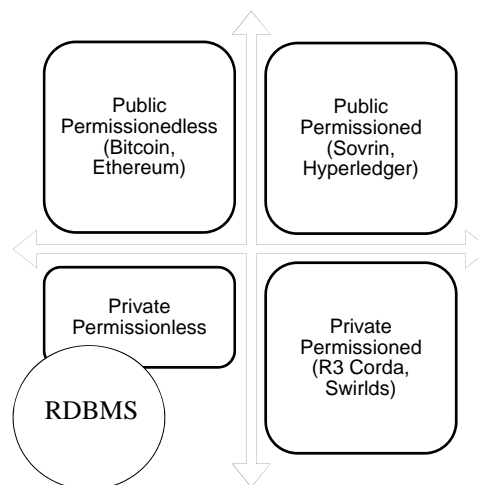 Public
Permissionedless
(Bitcoin,
Ethereum)
Public
Permissioned
(Sovrin,
Hyperledger)
Private
Permissionless
Private
Permissioned
(R3 Corda,
Swirlds)
RDBMS